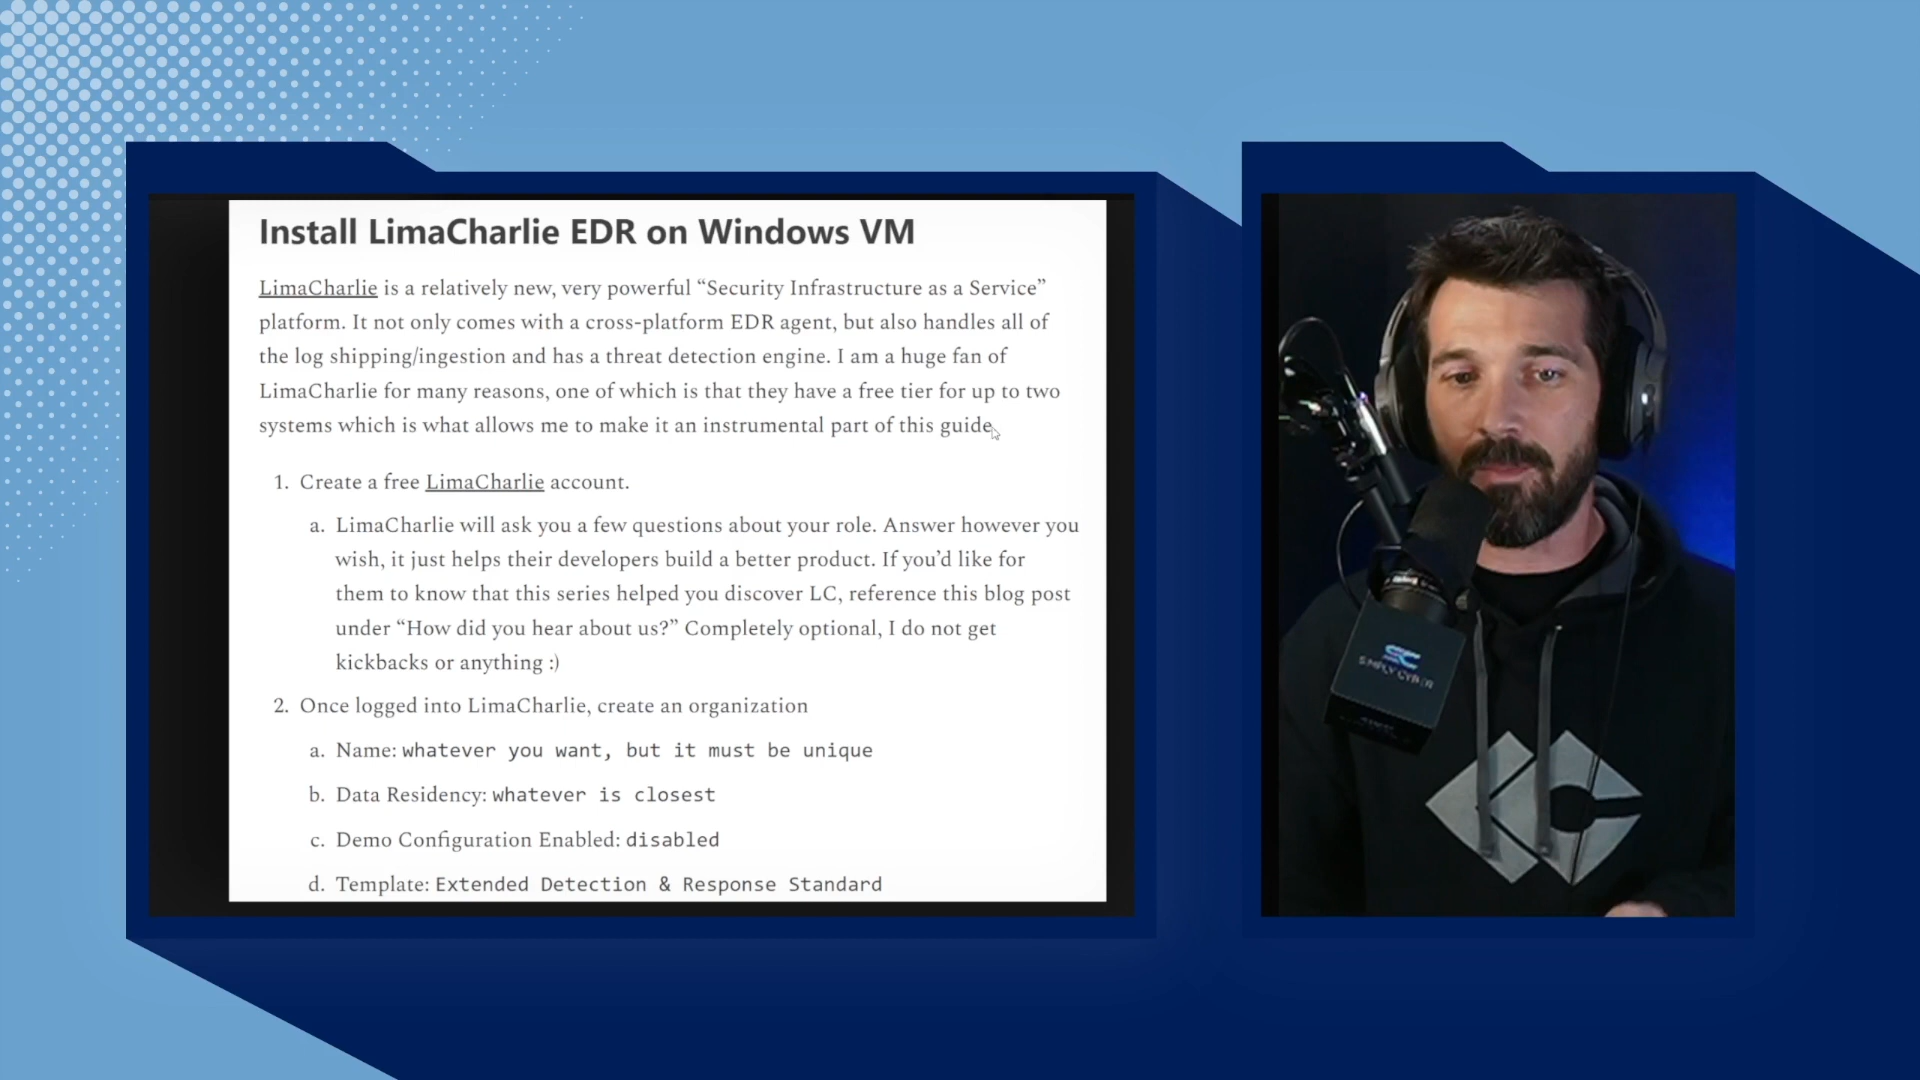 Install LimaCharlie EDR on Windows VM
LimaCharlie is a relatively new, very powerful “Security Infrastructure as a Service”
platform. It not only comes with a cross-platform EDR agent, but also handles all of
the log shipping/ingestion and has a threat detection engine. I am a huge fan of
LimaCharlie for many reasons, one of which is that they have a free tier for up to two
systems which is what allows me to make it an instrumental part of this guide.
1. Create a free LimaCharlie account.
a. LimaCharlie will ask you a few questions about your role. Answer however you
wish, it just helps their developers build a better product. If you’d like for
them to know that this series helped you discover LC, reference this blog post
under “How did you hear about us?” Completely optional, I do not get
kickbacks or anything :)
2. Once logged into LimaCharlie, create an organization
a. Name: whatever you want, but it must be unique
b. Data Residency: whatever is closest
c. Demo Configuration Enabled: disabled
d. Template: Extended Detection & Response Standard
SIMPLY CYBER